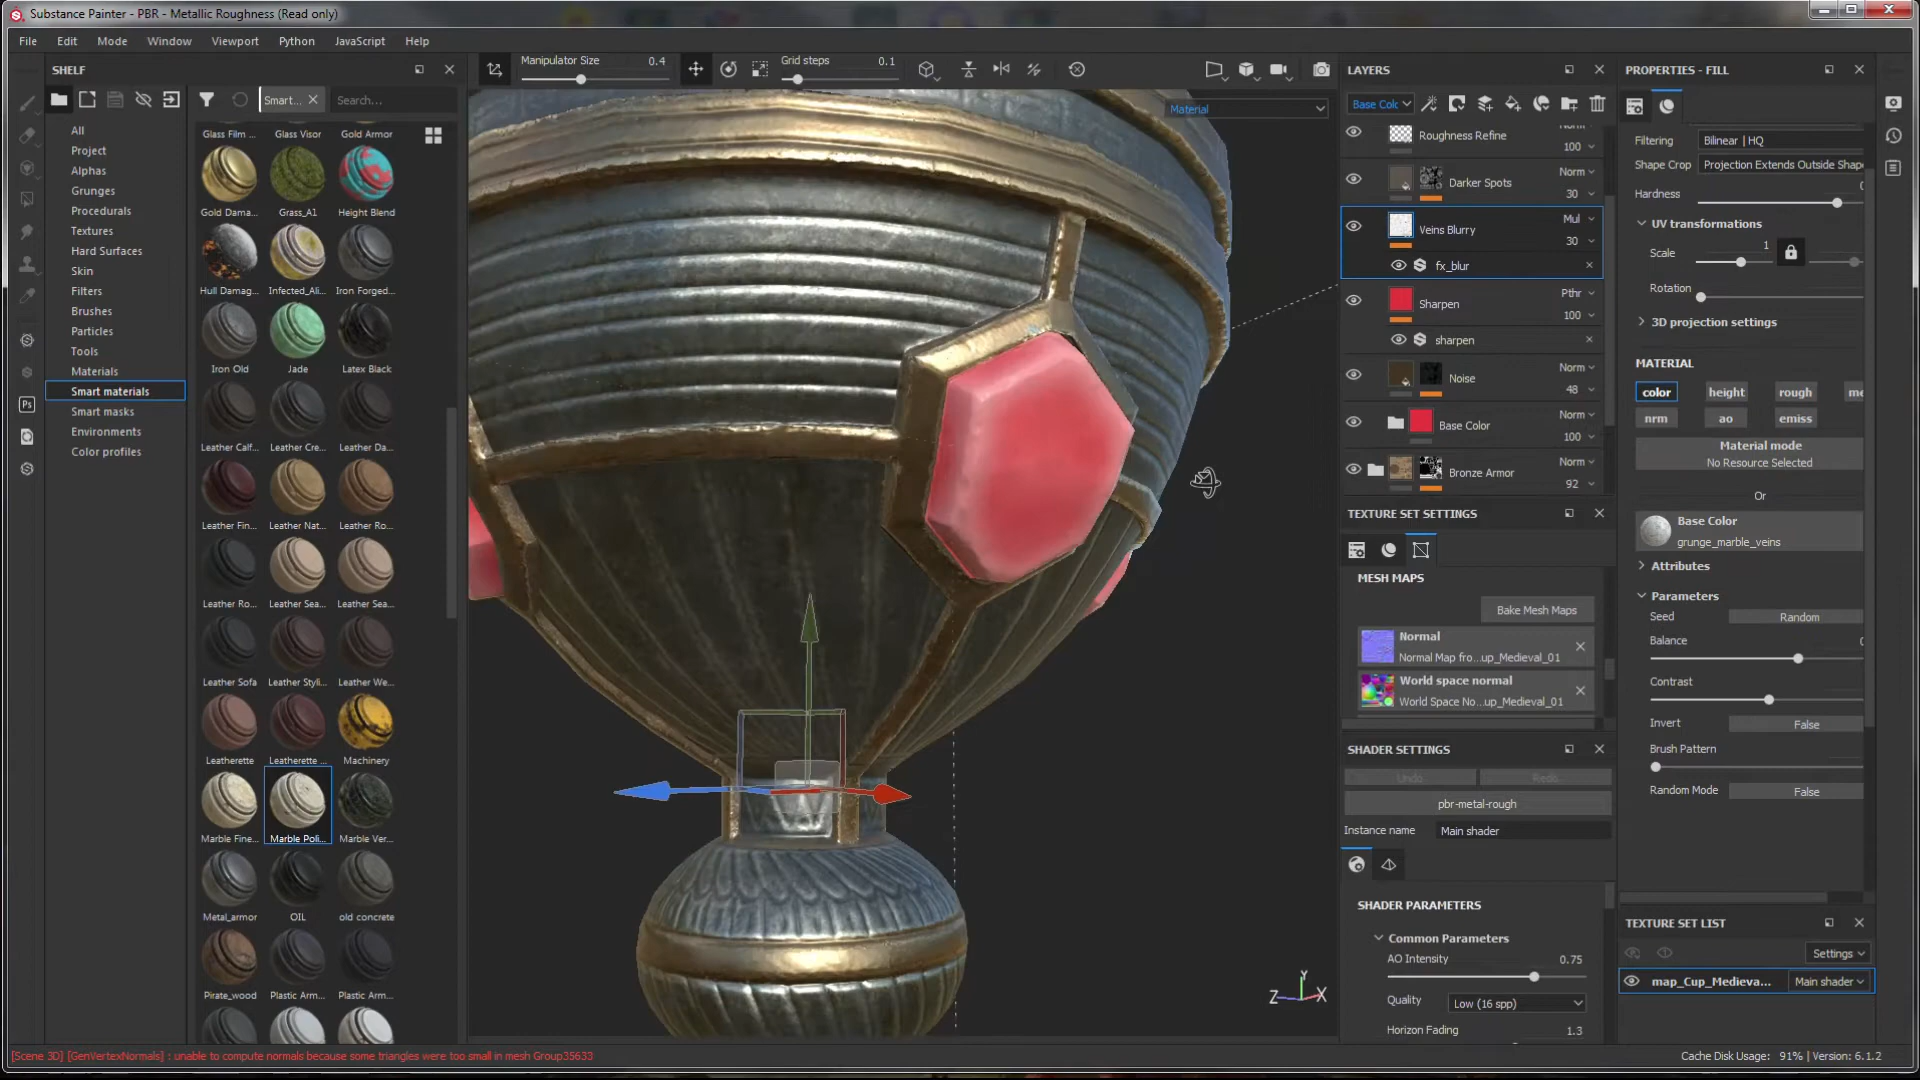 Substance Painter - PBR - Metallic Roughness (Read only)
File Edit Mode Window Viewport Python JavaScript Help
SHELF
Smart... Search...
All
Project
Alphas
Grunges
Procedurals
Textures
Hard Surfaces
Skin
Filters
Brushes
Particles
Tools
Materials
Smart materials
Smart masks
Environments
Color profiles
Glass Film ... Glass Visor Gold Armor
Gold Dama... Grass_A1 Height Blend
Hull Damag... Infected_Ali... Iron Forged...
Iron Old Jade Latex Black
Leather Calf... Leather Cre... Leather Da...
Leather Fin... Leather Nat... Leather Ro...
Leather Ro... Leather Sea... Leather Sea...
Leather Sofa Leather Styli... Leather We...
Leatherette Leatherette ... Machinery
Marble Fine... Marble Poli... Marble Ver...
Metal_armor OIL old concrete
Pirate_wood Plastic Arm... Plastic Arm...
Manipulator Size 0.4
Grid steps 0.1
Material
Y
Z X
LAYERS
Base Colo
Roughness Refine
100
Darker Spots Norm
30
Veins Blurry Mul
30
fx_blur
Sharpen Pthr
100
sharpen
Noise Norm
48
Base Color Norm
100
Bronze Armor Norm
92
TEXTURE SET SETTINGS
MESH MAPS
Bake Mesh Maps
Normal
Normal Map fro...up_Medieval_01
World space normal
World Space No...up_Medieval_01
SHADER SETTINGS
Undo Redo
pbr-metal-rough
Instance name Main shader
SHADER PARAMETERS
Common Parameters
AO Intensity 0.75
Quality Low (16 spp)
Horizon Fading 1.3
PROPERTIES - FILL
Filtering Bilinear | HQ
Shape Crop Projection Extends Outside Shape
Hardness 0
UV transformations
Scale 1
Rotation
3D projection settings
MATERIAL
color height rough me
nrm ao emiss
Material mode
No Resource Selected
Or
Base Color
grunge_marble_veins
Attributes
Parameters
Seed Random
Balance 0
Contrast
Invert False
Brush Pattern
Random Mode False
TEXTURE SET LIST
Settings
map_Cup_Medieva... Main shader
[Scene 3D] [GenVertexNormals] : unable to compute normals because some triangles were too small in mesh Group35633
Cache Disk Usage: 91% | Version: 6.1.2